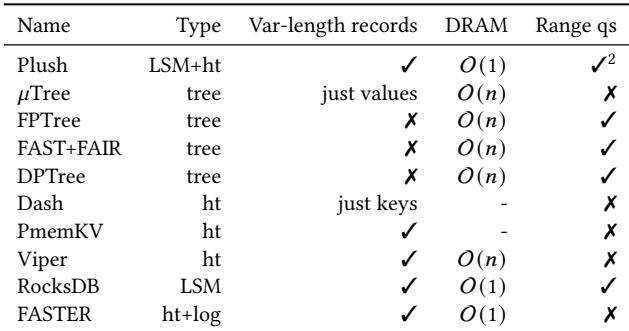 Name Type Var-length records DRAM Range qs
Plush LSM+ht ✓ O(1) ✓²
μTree tree just values O(n) ✗
FPTree tree ✗ O(n) ✓
FAST+FAIR tree ✗ O(n) ✓
DPTree tree ✗ O(n) ✓
Dash ht just keys - ✗
PmemKV ht ✓ - ✗
Viper ht ✓ O(n) ✗
RocksDB LSM ✓ O(1) ✓
FASTER ht+log ✓ O(1) ✗